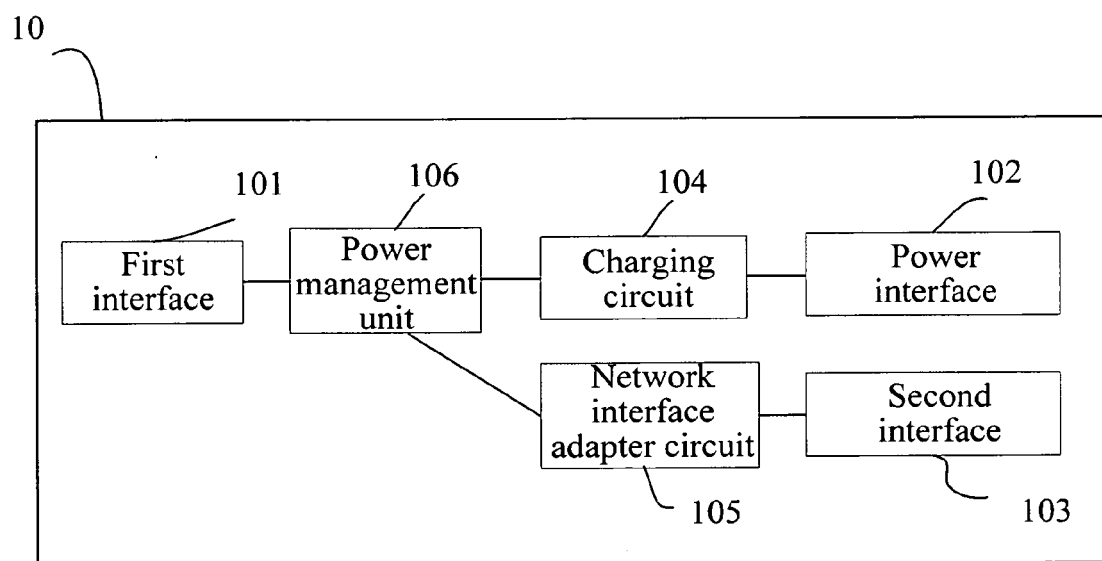 10
101
106
104
102
First
interface
Power
management
unit
Charging
circuit
Power
interface
Network
interface
adapter circuit
Second
interface
105
103